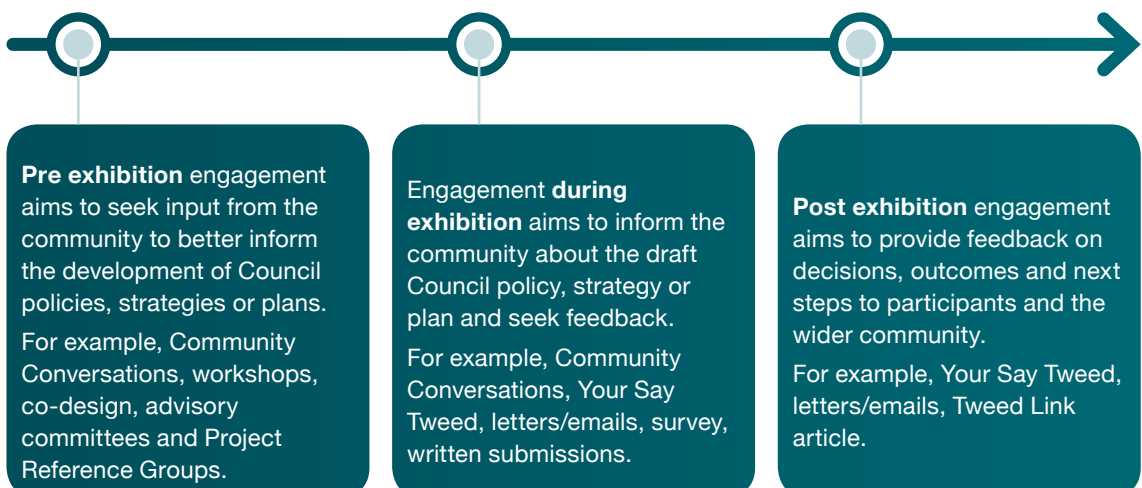 Pre exhibition engagement
aims to seek input from the
community to better inform
the development of Council
policies, strategies or plans.
For example, Community
Conversations, workshops,
co-design, advisory
committees and Project
Reference Groups.
Engagement during
exhibition aims to inform the
community about the draft
Council policy, strategy or
plan and seek feedback.
For example, Community
Conversations, Your Say
Tweed, letters/emails, survey,
written submissions.
Post exhibition engagement
aims to provide feedback on
decisions, outcomes and next
steps to participants and the
wider community.
For example, Your Say Tweed,
letters/emails, Tweed Link
article.